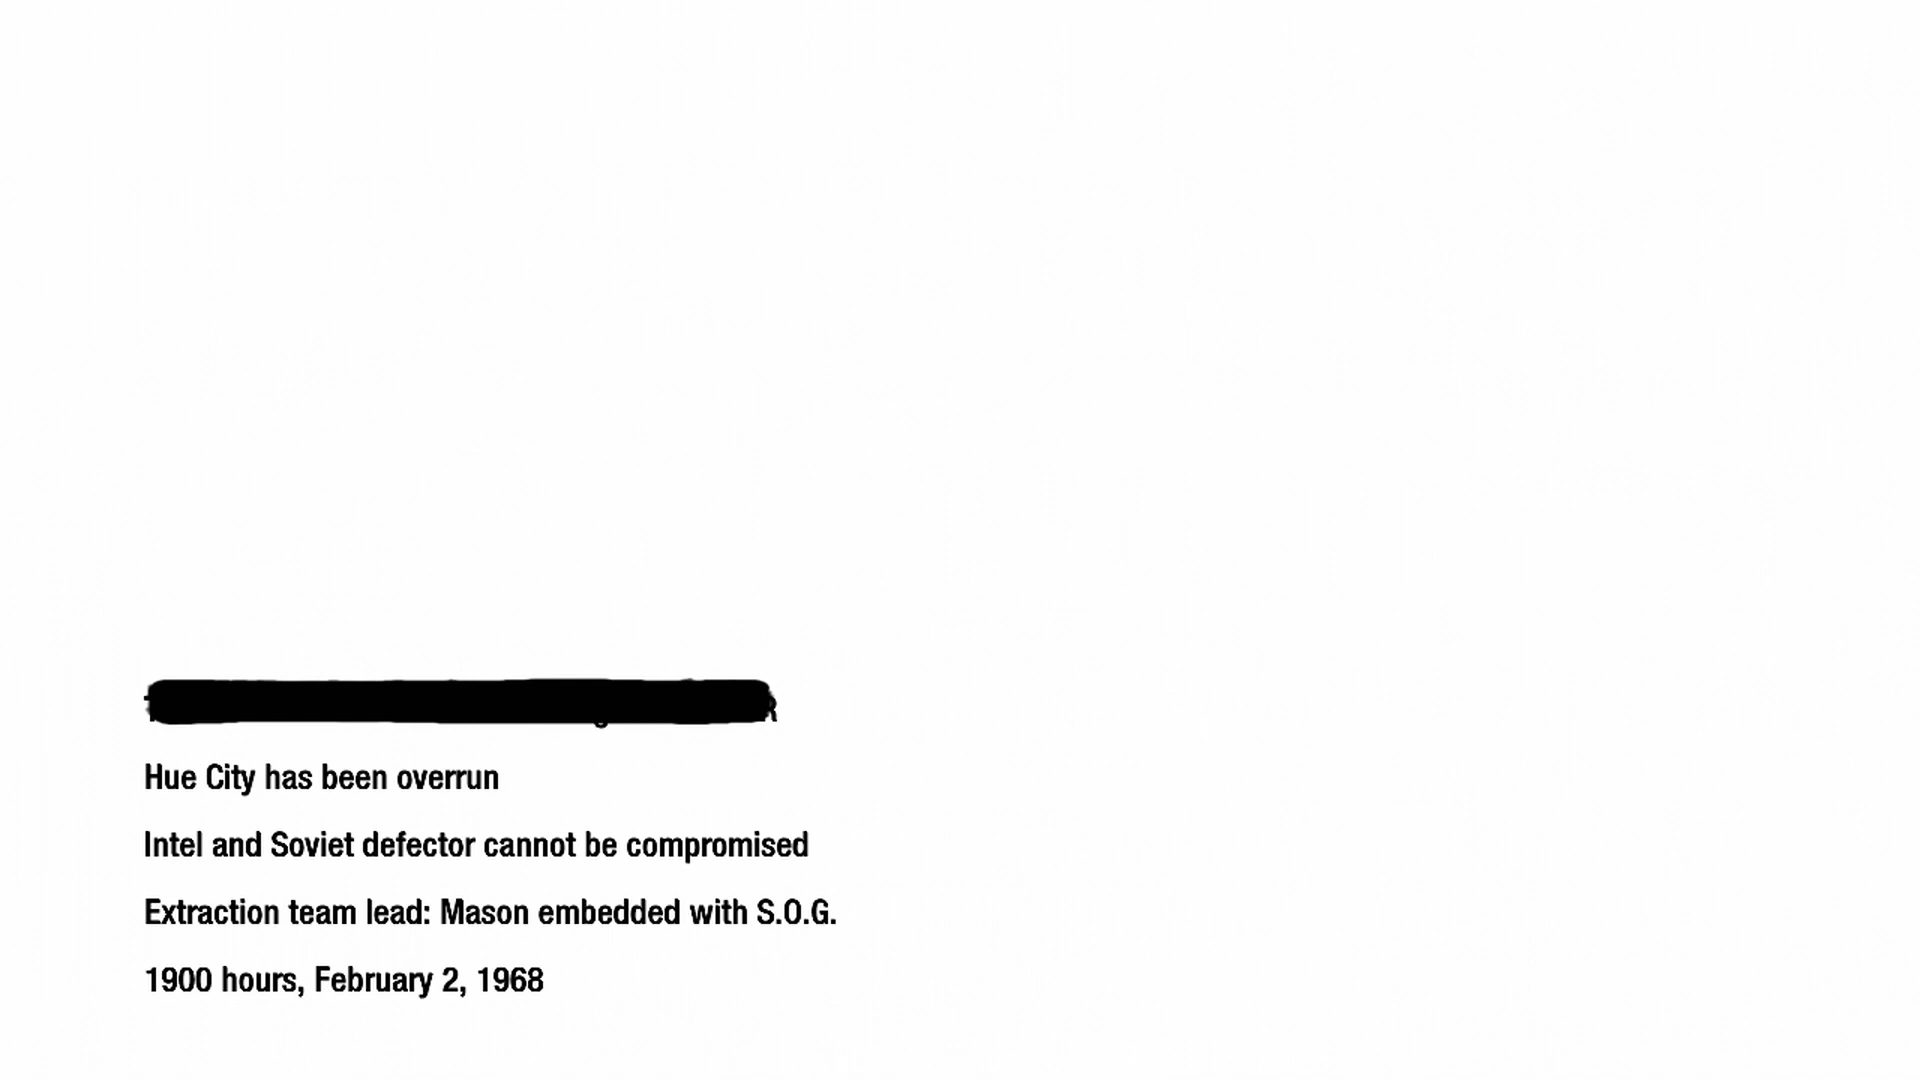 Hue City has been overrun
Intel and Soviet defector cannot be compromised
Extraction team lead: Mason embedded with S.O.G.
1900 hours, February 2, 1968